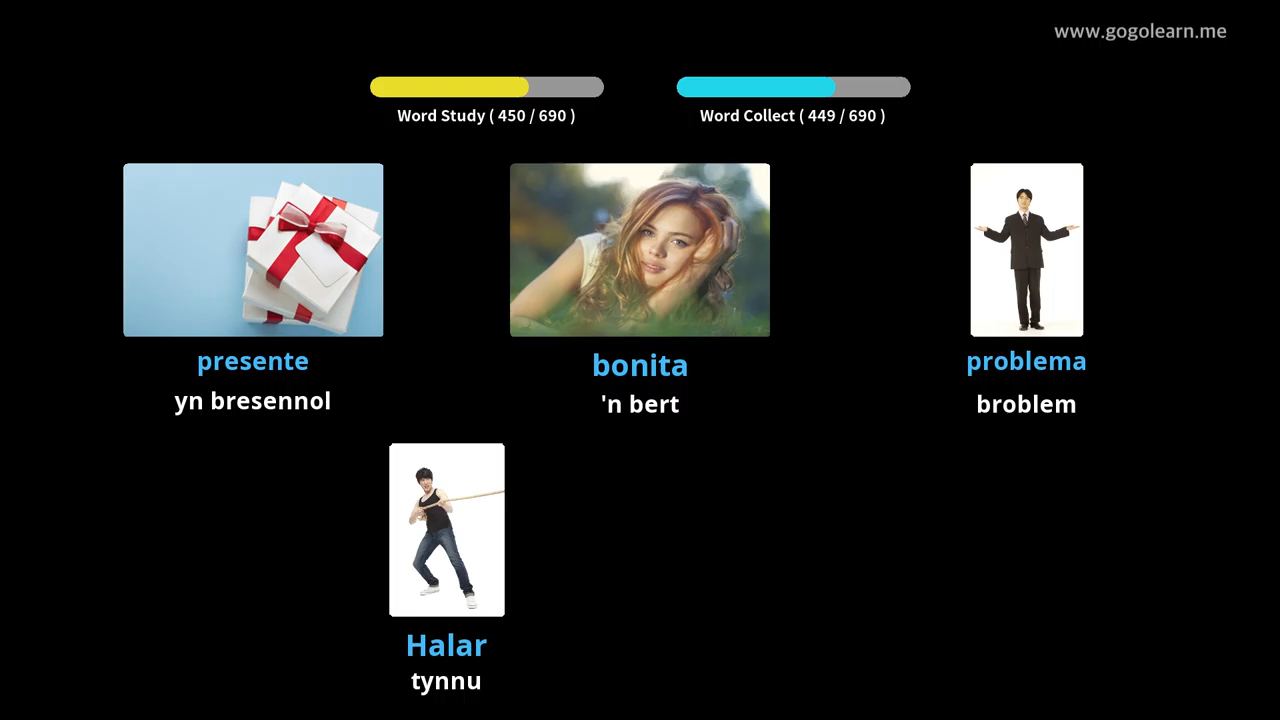 www.gogolearn.me
Word Study ( 450 / 690 )
Word Collect ( 449 / 690 )
presente
yn bresennol
bonita
'n bert
problema
broblem
Halar
tynnu